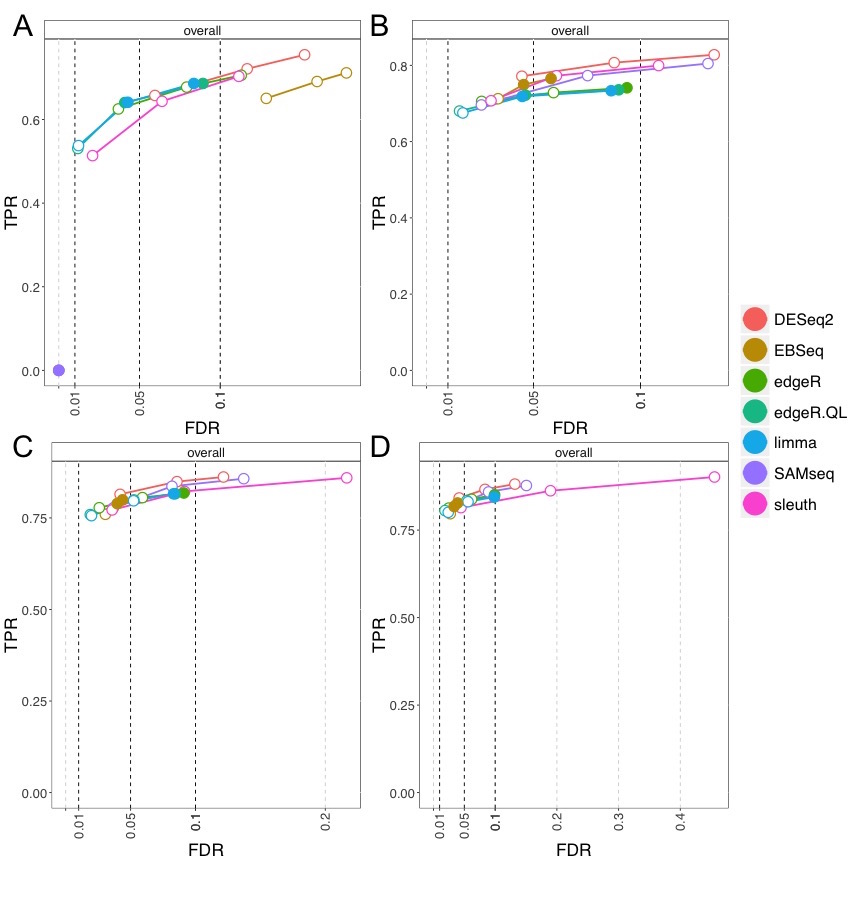 A
overall
TPR
0.6
0.4
0.2
0.0
0.01
0.05
0.1
FDR
B
overall
TPR
0.8
0.6
0.4
0.2
0.0
0.01
0.05
0.1
FDR
DESeq2
EBSeq
edgeR
edgeR.QL
limma
SAMseq
sleuth
C
overall
TPR
0.75
0.50
0.25
0.00
0.01
0.05
0.1
0.2
FDR
D
overall
TPR
0.75
0.50
0.25
0.00
0.01
0.05
0.1
0.2
0.3
0.4
FDR